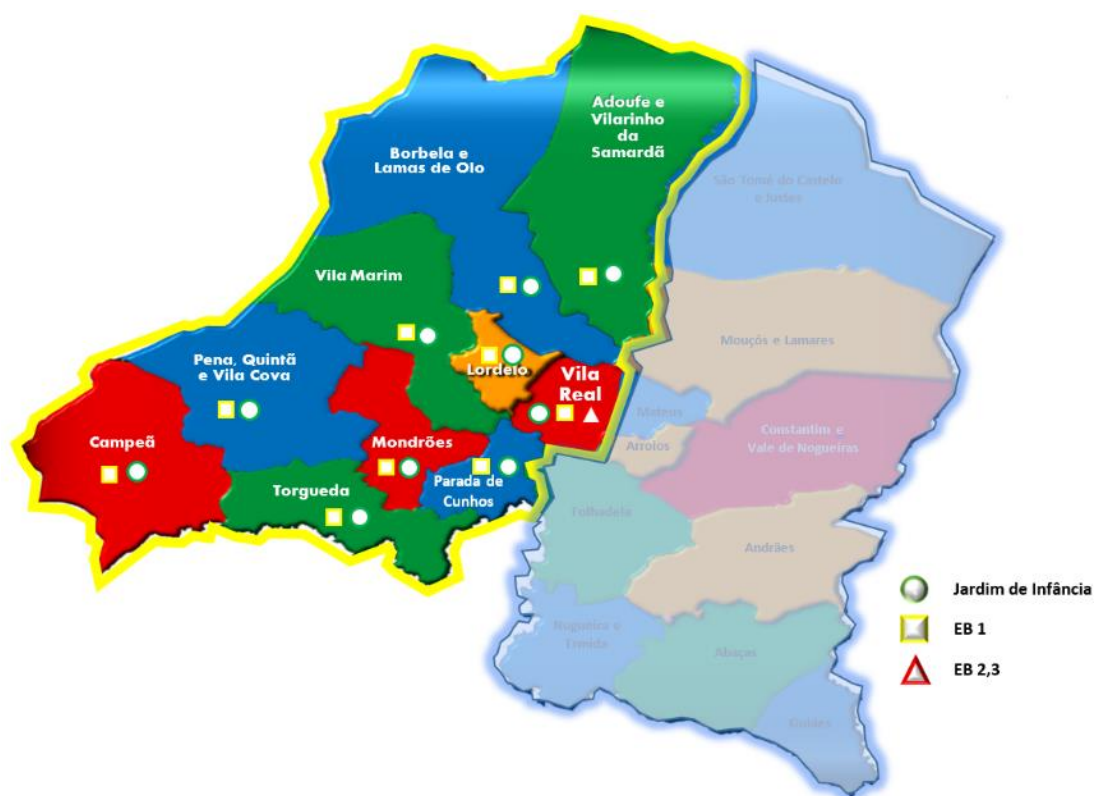 Adoufe e
Vilarinho
da
Samardã
Borbela e
Lamas de Olo
São Tomé do Castelo
e Justes
Vila Marim
Mouçós e Lamares
Pena, Quintã
e Vila Cova
Lordelo
Vila
Real
Mateus
Campeã
Mondrões
Arroios
Constantim e
Vale de Nogueiras
Parada de
Cunhos
Torgueda
Folhadela
Andrães
Nogueira e
Ermida
Abaças
Guiães
Jardim de Infância
EB 1
EB 2,3